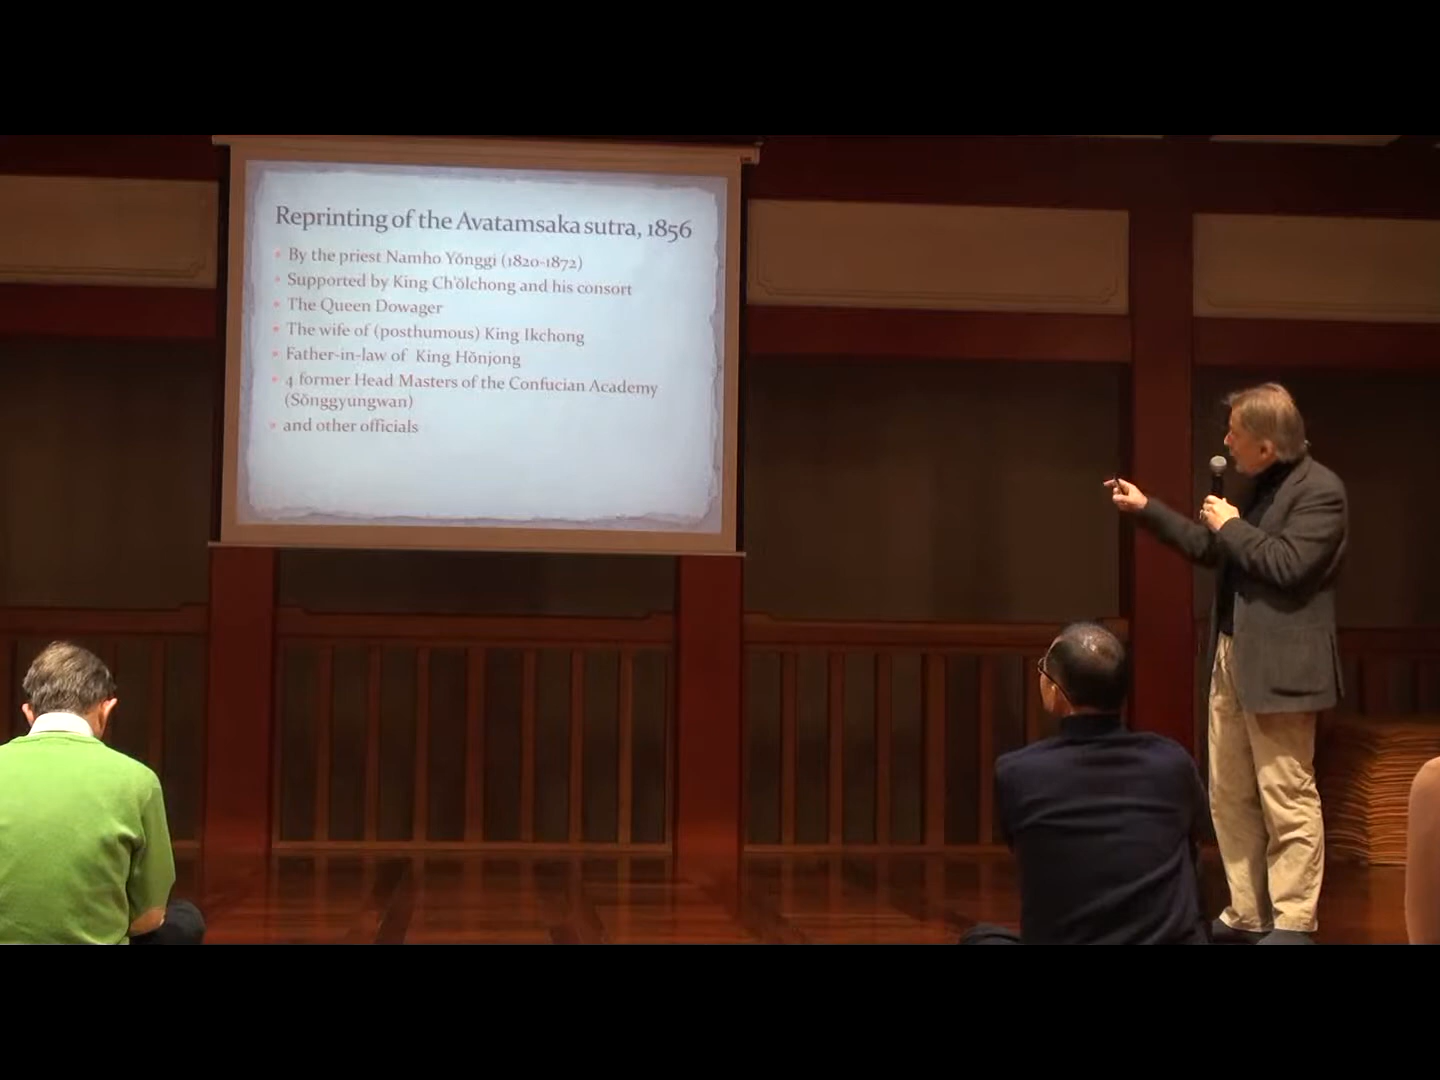 Reprinting of the Avatamsaka sutra, 1856
By the priest Namho Yŏnggi (1820-1872)
Supported by King Ch'ŏlchong and his consort
The Queen Dowager
The wife of (posthumous) King Ikchong
Father-in-law of King Hŏnjong
4 former Head Masters of the Confucian Academy
(Sŏnggyungwan)
and other officials